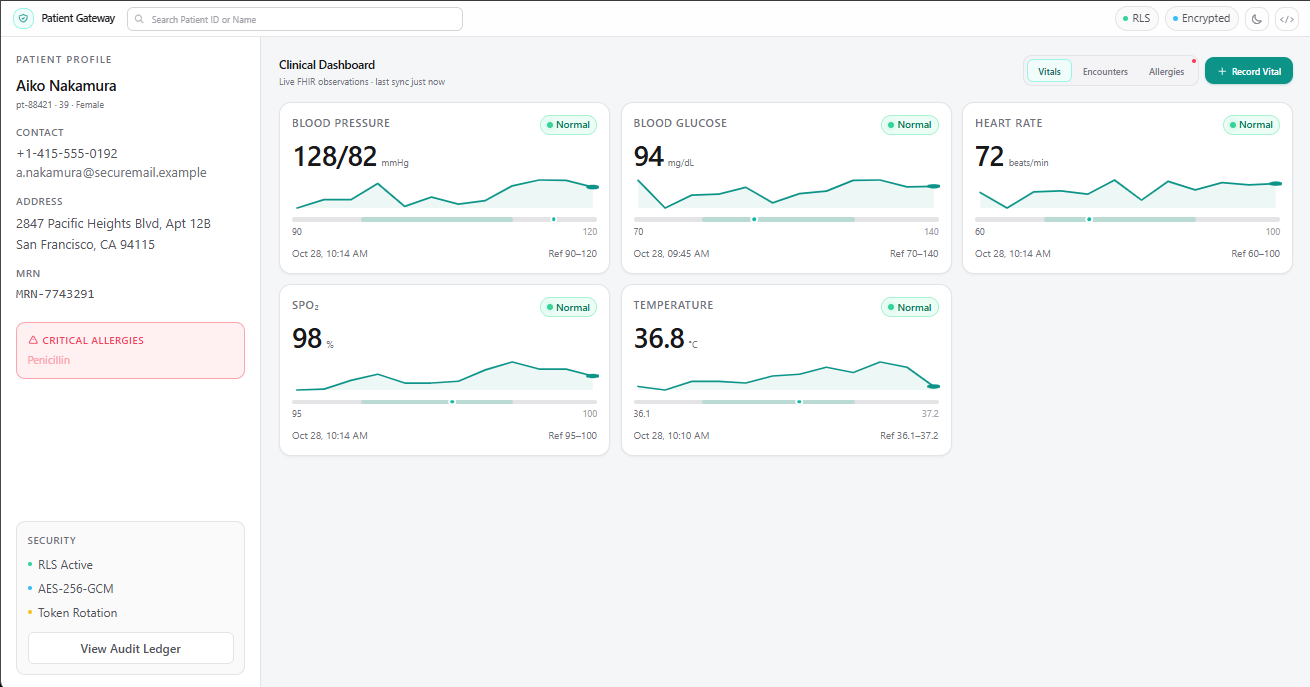 Patient Gateway
Search Patient ID or Name
RLS
Encrypted
</>
PATIENT PROFILE
Aiko Nakamura
pt-88421 · 39 · Female
CONTACT
+1-415-555-0192
a.nakamura@securemail.example
ADDRESS
2847 Pacific Heights Blvd, Apt 12B
San Francisco, CA 94115
MRN
MRN-7743291
CRITICAL ALLERGIES
Penicillin
SECURITY
RLS Active
AES-256-GCM
Token Rotation
View Audit Ledger
Clinical Dashboard
Live FHIR observations · last sync just now
Vitals
Encounters
Allergies
+ Record Vital
BLOOD PRESSURE
Normal
128/82 mmHg
90 120
Oct 28, 10:14 AM Ref 90–120
BLOOD GLUCOSE
Normal
94 mg/dL
70 140
Oct 28, 09:45 AM Ref 70–140
HEART RATE
Normal
72 beats/min
60 100
Oct 28, 10:14 AM Ref 60–100
SPO₂
Normal
98 %
95 100
Oct 28, 10:14 AM Ref 95–100
TEMPERATURE
Normal
36.8 °C
36.1 37.2
Oct 28, 10:10 AM Ref 36.1–37.2